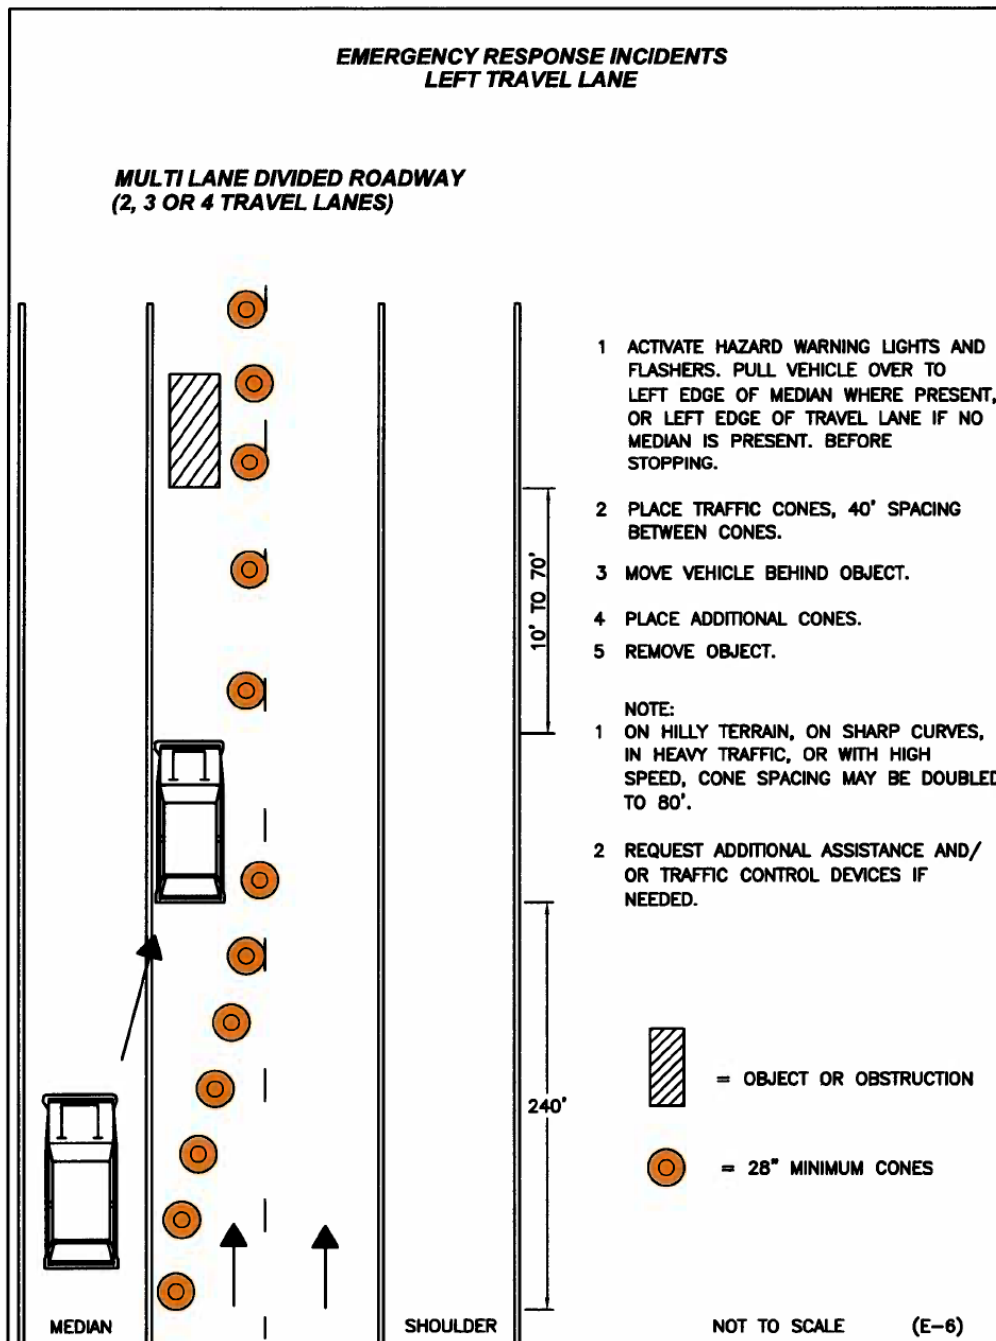 EMERGENCY RESPONSE INCIDENTS
LEFT TRAVEL LANE
MULTI LANE DIVIDED ROADWAY
(2, 3 OR 4 TRAVEL LANES)
1 ACTIVATE HAZARD WARNING LIGHTS AND
FLASHERS. PULL VEHICLE OVER TO
LEFT EDGE OF MEDIAN WHERE PRESENT,
OR LEFT EDGE OF TRAVEL LANE IF NO
MEDIAN IS PRESENT. BEFORE
STOPPING.
2 PLACE TRAFFIC CONES, 40' SPACING
BETWEEN CONES.
3 MOVE VEHICLE BEHIND OBJECT.
4 PLACE ADDITIONAL CONES.
5 REMOVE OBJECT.
NOTE:
1 ON HILLY TERRAIN, ON SHARP CURVES,
IN HEAVY TRAFFIC, OR WITH HIGH
SPEED, CONE SPACING MAY BE DOUBLED
TO 80'.
2 REQUEST ADDITIONAL ASSISTANCE AND/
OR TRAFFIC CONTROL DEVICES IF
NEEDED.
10' TO 70'
240'
= OBJECT OR OBSTRUCTION
= 28" MINIMUM CONES
MEDIAN
SHOULDER
NOT TO SCALE (E-6)